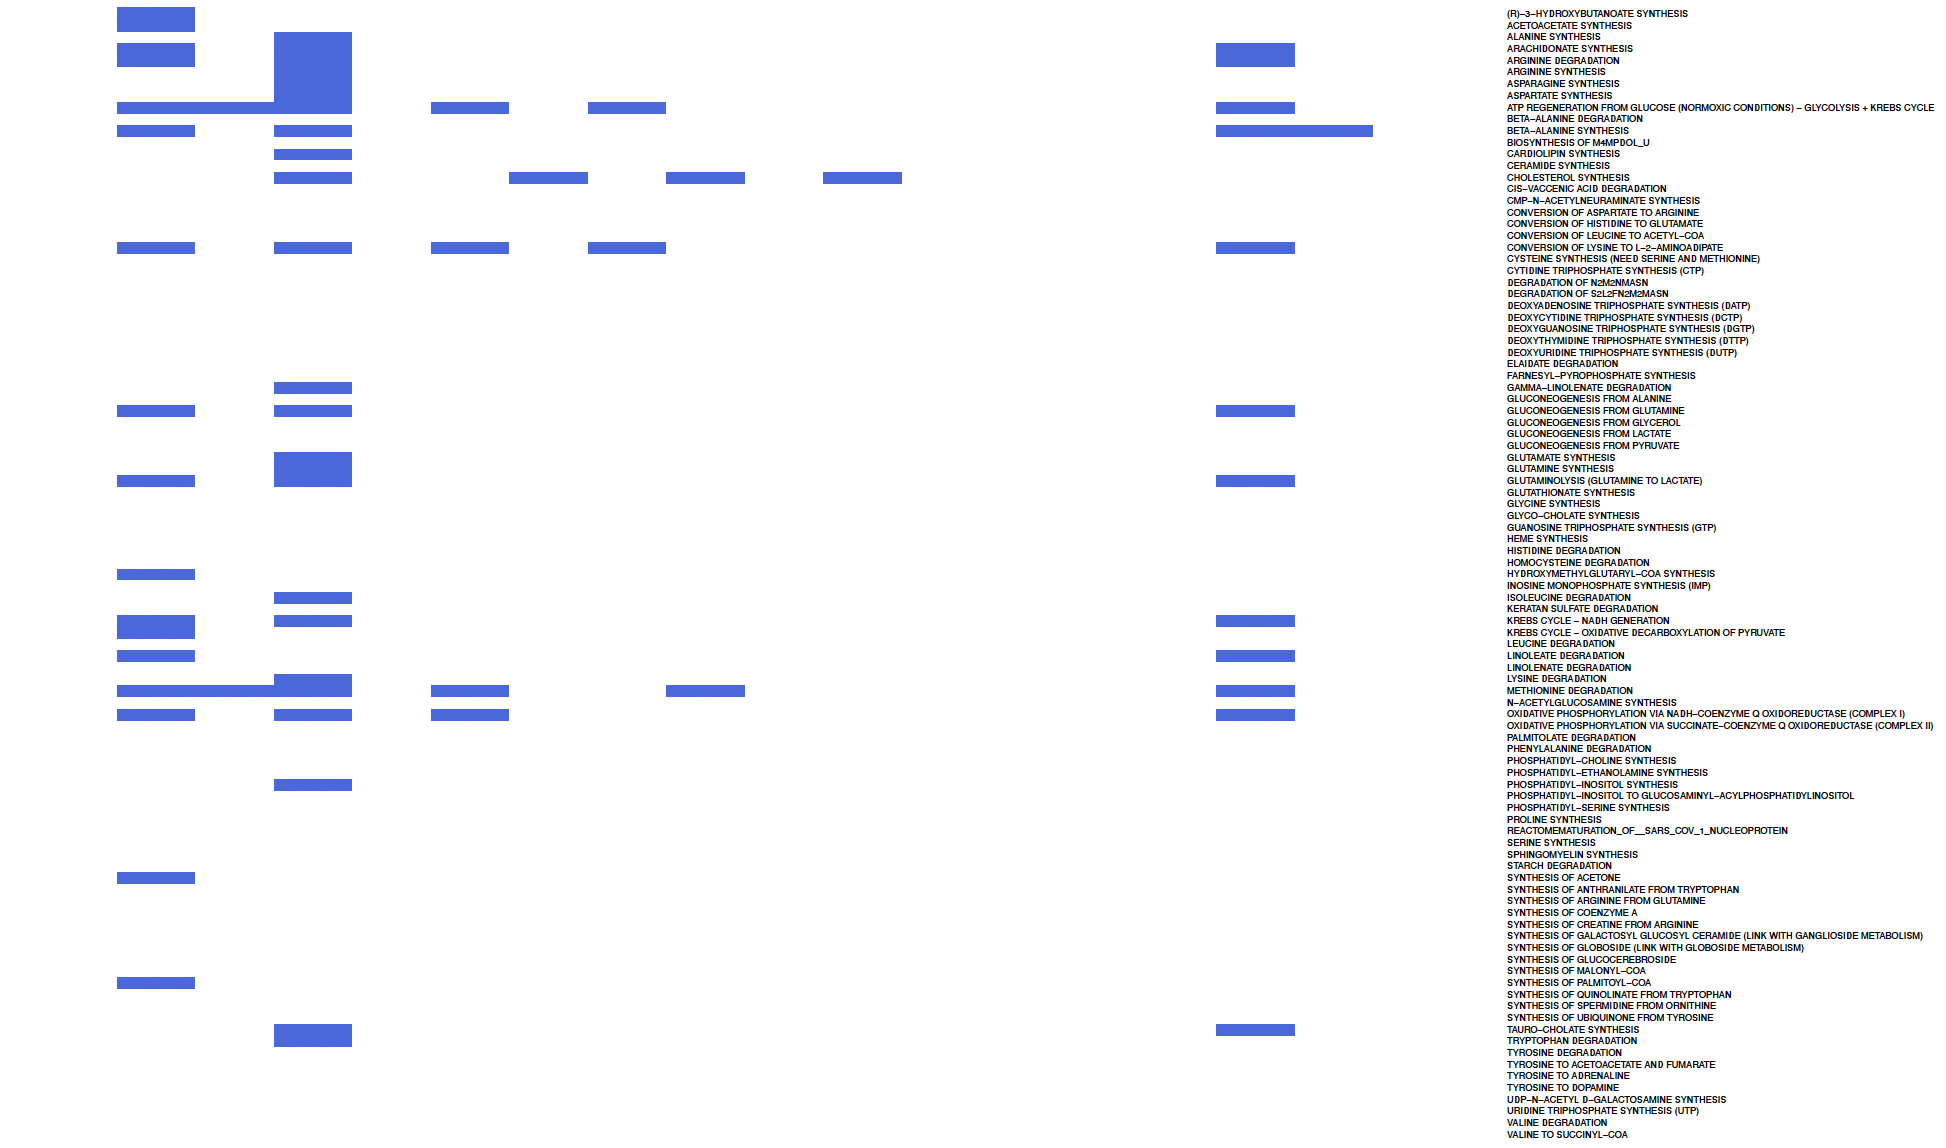 (R)−3−HYDROXYBUTANOATE SYNTHESIS
ACETOACETATE SYNTHESIS
ALANINE SYNTHESIS
ARACHIDONATE SYNTHESIS
ARGININE DEGRADATION
ARGININE SYNTHESIS
ASPARAGINE SYNTHESIS
ASPARTATE SYNTHESIS
ATP REGENERATION FROM GLUCOSE (NORMOXIC CONDITIONS) − GLYCOLYSIS + KREBS CYCLE
BETA−ALANINE DEGRADATION
BETA−ALANINE SYNTHESIS
BIOSYNTHESIS OF M4MPDOL_U
CARDIOLIPIN SYNTHESIS
CERAMIDE SYNTHESIS
CHOLESTEROL SYNTHESIS
CIS−VACCENIC ACID DEGRADATION
CMP−N−ACETYLNEURAMINATE SYNTHESIS
CONVERSION OF ASPARTATE TO ARGININE
CONVERSION OF HISTIDINE TO GLUTAMATE
CONVERSION OF LEUCINE TO ACETYL−COA
CONVERSION OF LYSINE TO L−2−AMINOADIPATE
CYSTEINE SYNTHESIS (NEED SERINE AND METHIONINE)
CYTIDINE TRIPHOSPHATE SYNTHESIS (CTP)
DEGRADATION OF N2M2NMASN
DEGRADATION OF S2L2FN2M2MASN
DEOXYADENOSINE TRIPHOSPHATE SYNTHESIS (DATP)
DEOXYCYTIDINE TRIPHOSPHATE SYNTHESIS (DCTP)
DEOXYGUANOSINE TRIPHOSPHATE SYNTHESIS (DGTP)
DEOXYTHYMIDINE TRIPHOSPHATE SYNTHESIS (DTTP)
DEOXYURIDINE TRIPHOSPHATE SYNTHESIS (DUTP)
ELAIDATE DEGRADATION
FARNESYL−PYROPHOSPHATE SYNTHESIS
GAMMA−LINOLENATE DEGRADATION
GLUCONEOGENESIS FROM ALANINE
GLUCONEOGENESIS FROM GLUTAMINE
GLUCONEOGENESIS FROM GLYCEROL
GLUCONEOGENESIS FROM LACTATE
GLUCONEOGENESIS FROM PYRUVATE
GLUTAMATE SYNTHESIS
GLUTAMINE SYNTHESIS
GLUTAMINOLYSIS (GLUTAMINE TO LACTATE)
GLUTATHIONATE SYNTHESIS
GLYCINE SYNTHESIS
GLYCO−CHOLATE SYNTHESIS
GUANOSINE TRIPHOSPHATE SYNTHESIS (GTP)
HEME SYNTHESIS
HISTIDINE DEGRADATION
HOMOCYSTEINE DEGRADATION
HYDROXYMETHYLGLUTARYL−COA SYNTHESIS
INOSINE MONOPHOSPHATE SYNTHESIS (IMP)
ISOLEUCINE DEGRADATION
KERATAN SULFATE DEGRADATION
KREBS CYCLE − NADH GENERATION
KREBS CYCLE − OXIDATIVE DECARBOXYLATION OF PYRUVATE
LEUCINE DEGRADATION
LINOLEATE DEGRADATION
LINOLENATE DEGRADATION
LYSINE DEGRADATION
METHIONINE DEGRADATION
N−ACETYLGLUCOSAMINE SYNTHESIS
OXIDATIVE PHOSPHORYLATION VIA NADH−COENZYME Q OXIDOREDUCTASE (COMPLEX I)
OXIDATIVE PHOSPHORYLATION VIA SUCCINATE−COENZYME Q OXIDOREDUCTASE (COMPLEX II)
PALMITOLATE DEGRADATION
PHENYLALANINE DEGRADATION
PHOSPHATIDYL−CHOLINE SYNTHESIS
PHOSPHATIDYL−ETHANOLAMINE SYNTHESIS
PHOSPHATIDYL−INOSITOL SYNTHESIS
PHOSPHATIDYL−INOSITOL TO GLUCOSAMINYL−ACYLPHOSPHATIDYLINOSITOL
PHOSPHATIDYL−SERINE SYNTHESIS
PROLINE SYNTHESIS
REACTOMEMATURATION_OF__SARS_COV_1_NUCLEOPROTEIN
SERINE SYNTHESIS
SPHINGOMYELIN SYNTHESIS
STARCH DEGRADATION
SYNTHESIS OF ACETONE
SYNTHESIS OF ANTHRANILATE FROM TRYPTOPHAN
SYNTHESIS OF ARGININE FROM GLUTAMINE
SYNTHESIS OF COENZYME A
SYNTHESIS OF CREATINE FROM ARGININE
SYNTHESIS OF GALACTOSYL GLUCOSYL CERAMIDE (LINK WITH GANGLIOSIDE METABOLISM)
SYNTHESIS OF GLOBOSIDE (LINK WITH GLOBOSIDE METABOLISM)
SYNTHESIS OF GLUCOCEREBROSIDE
SYNTHESIS OF MALONYL−COA
SYNTHESIS OF PALMITOYL−COA
SYNTHESIS OF QUINOLINATE FROM TRYPTOPHAN
SYNTHESIS OF SPERMIDINE FROM ORNITHINE
SYNTHESIS OF UBIQUINONE FROM TYROSINE
TAURO−CHOLATE SYNTHESIS
TRYPTOPHAN DEGRADATION
TYROSINE DEGRADATION
TYROSINE TO ACETOACETATE AND FUMARATE
TYROSINE TO ADRENALINE
TYROSINE TO DOPAMINE
UDP−N−ACETYL D−GALACTOSAMINE SYNTHESIS
URIDINE TRIPHOSPHATE SYNTHESIS (UTP)
VALINE DEGRADATION
VALINE TO SUCCINYL−COA